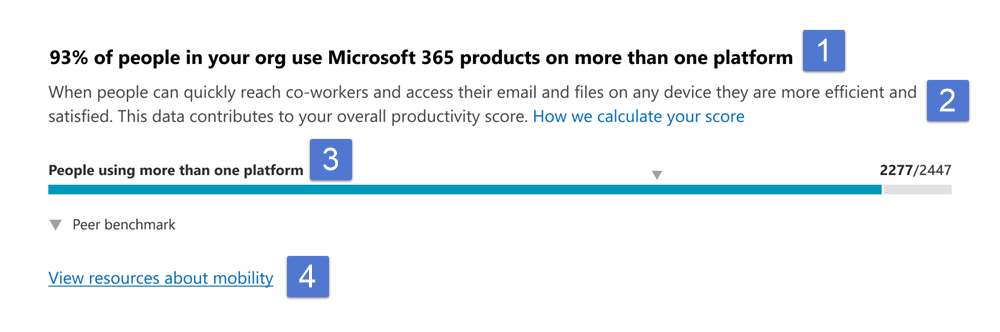 93% of people in your org use Microsoft 365 products on more than one platform 1
When people can quickly reach co-workers and access their email and files on any device they are more efficient and 2
satisfied. This data contributes to your overall productivity score. How we calculate your score
People using more than one platform 3 2277/2447
Peer benchmark
View resources about mobility 4